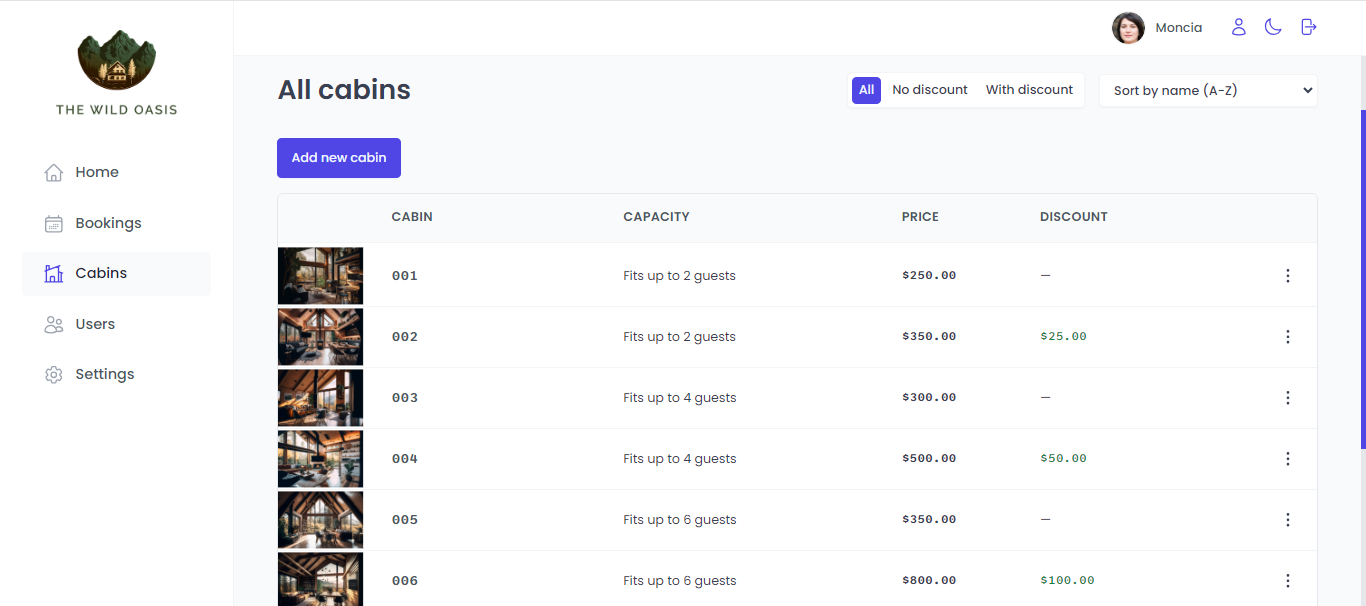 Moncia
THE WILD OASIS
Home
Bookings
Cabins
Users
Settings
All cabins
All No discount With discount
Sort by name (A-Z)
Add new cabin
CABIN CAPACITY PRICE DISCOUNT
001 Fits up to 2 guests $250.00 —
002 Fits up to 2 guests $350.00 $25.00
003 Fits up to 4 guests $300.00 —
004 Fits up to 4 guests $500.00 $50.00
005 Fits up to 6 guests $350.00 —
006 Fits up to 6 guests $800.00 $100.00